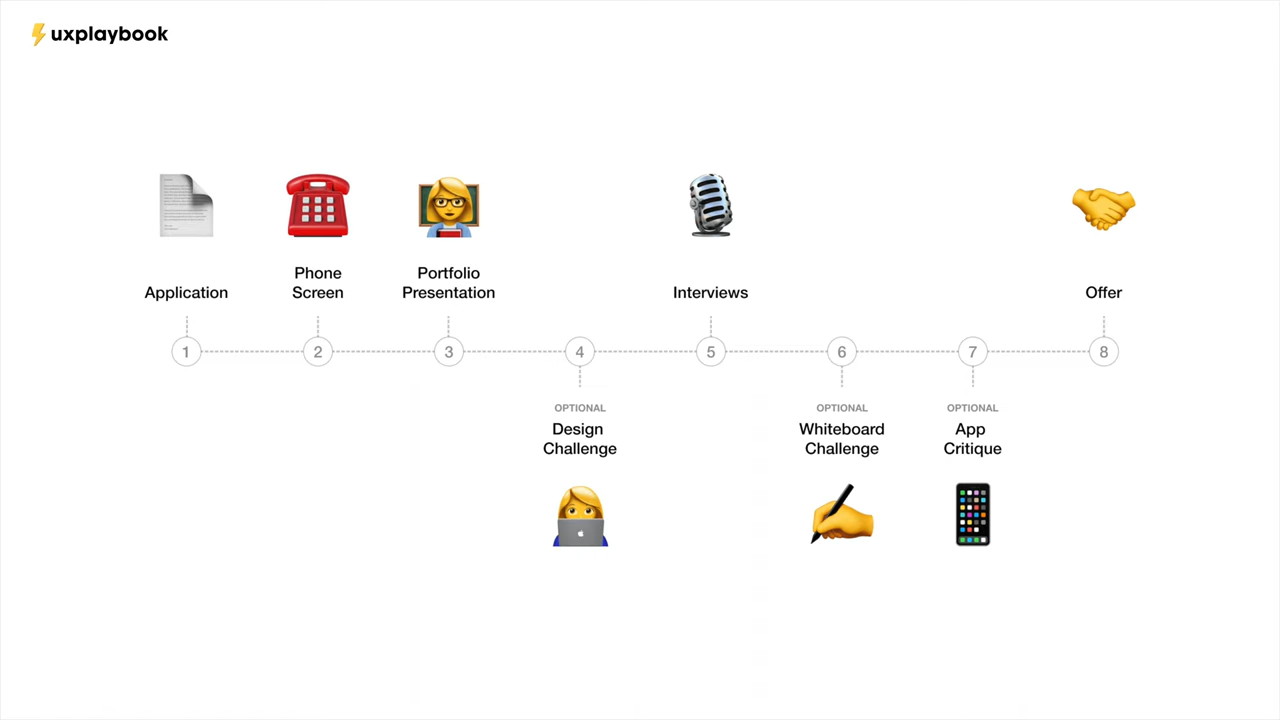 uxplaybook
Application
Phone
Screen
Portfolio
Presentation
Interviews
Offer
1
2
3
4
5
6
7
8
OPTIONAL
Design
Challenge
OPTIONAL
Whiteboard
Challenge
OPTIONAL
App
Critique